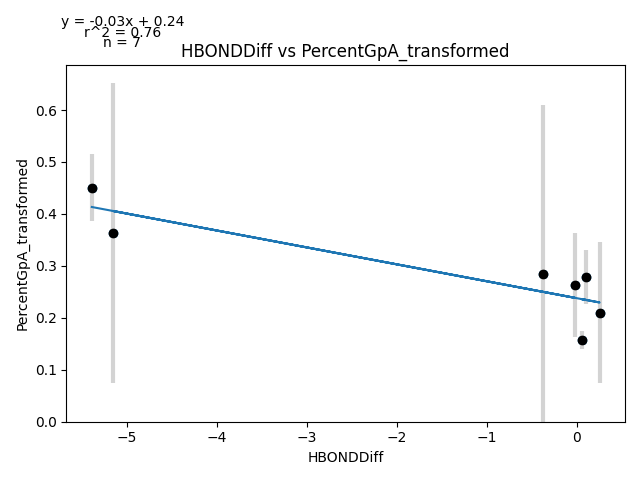 y = -0.03x + 0.24
r^2 = 0.76
n = 7
HBONDDiff vs PercentGpA_transformed
PercentGpA_transformed
0.6
0.5
0.4
0.3
0.2
0.1
0.0
−5
−4
−3
−2
−1
0
HBONDDiff